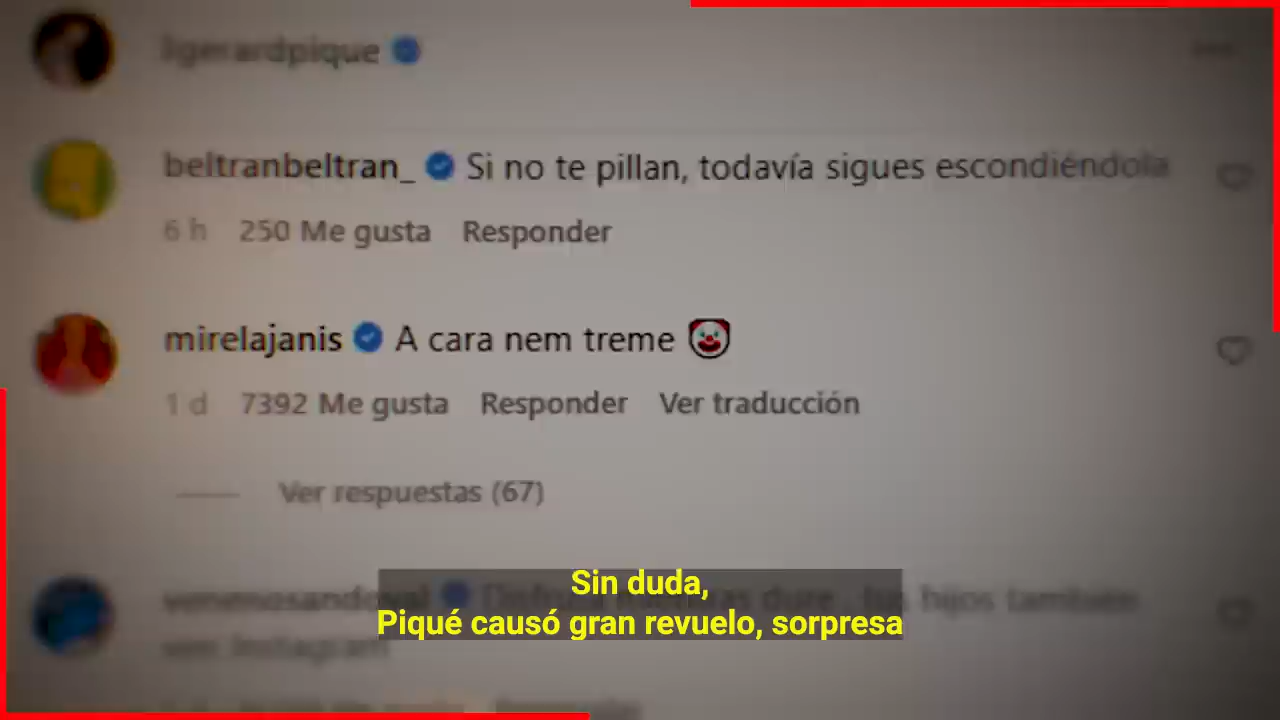 3gerardpique
beltranbeltran_ Si no te pillan, todavía sigues escondiéndola
6 h 250 Me gusta Responder
mirelajanis A cara nem treme 🤡
1 d 7392 Me gusta Responder Ver traducción
Ver respuestas (67)
Sin duda,
Piqué causó gran revuelo, sorpresa